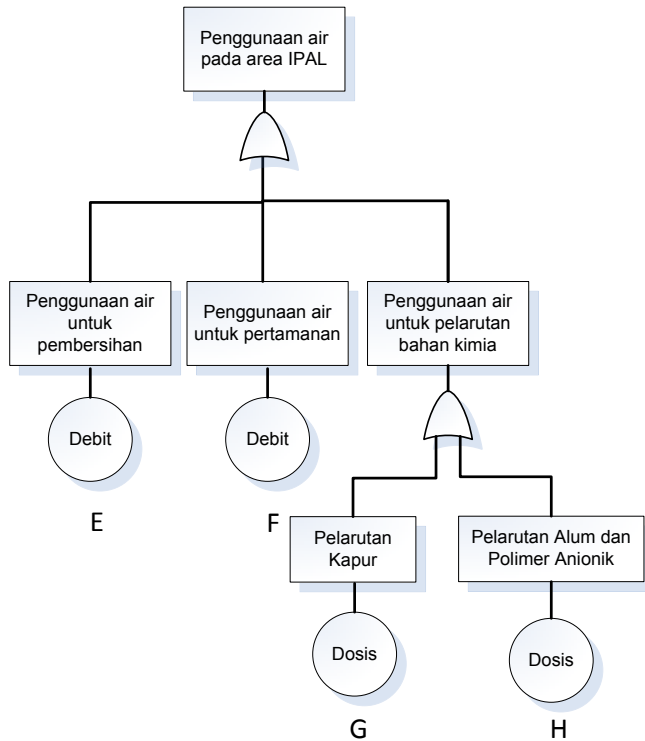 Penggunaan air
pada area IPAL
Penggunaan air
untuk
pembersihan
Penggunaan air
untuk pertamanan
Penggunaan air
untuk pelarutan
bahan kimia
Debit
Debit
E
F
Pelarutan
Kapur
Pelarutan Alum dan
Polimer Anionik
Dosis
Dosis
G
H